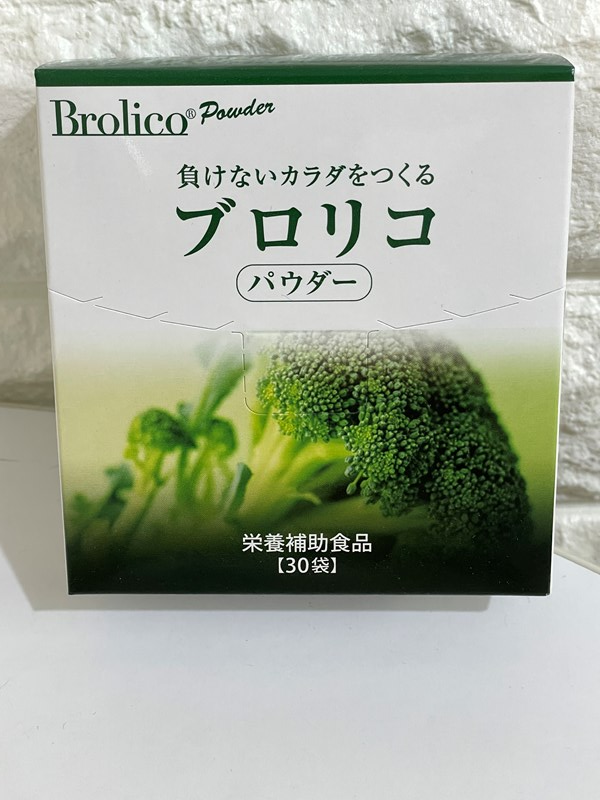 Brolico® Powder
負けないカラダをつくる
ブロリコ
パウダー
栄養補助食品
【30袋】